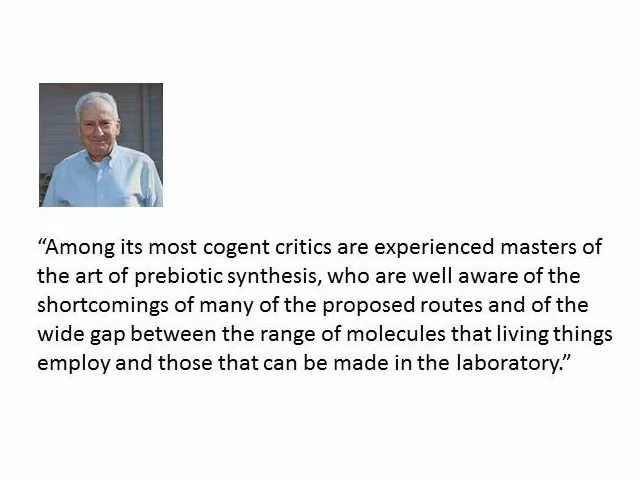 “Among its most cogent critics are experienced masters of
the art of prebiotic synthesis, who are well aware of the
shortcomings of many of the proposed routes and of the
wide gap between the range of molecules that living things
employ and those that can be made in the laboratory.”